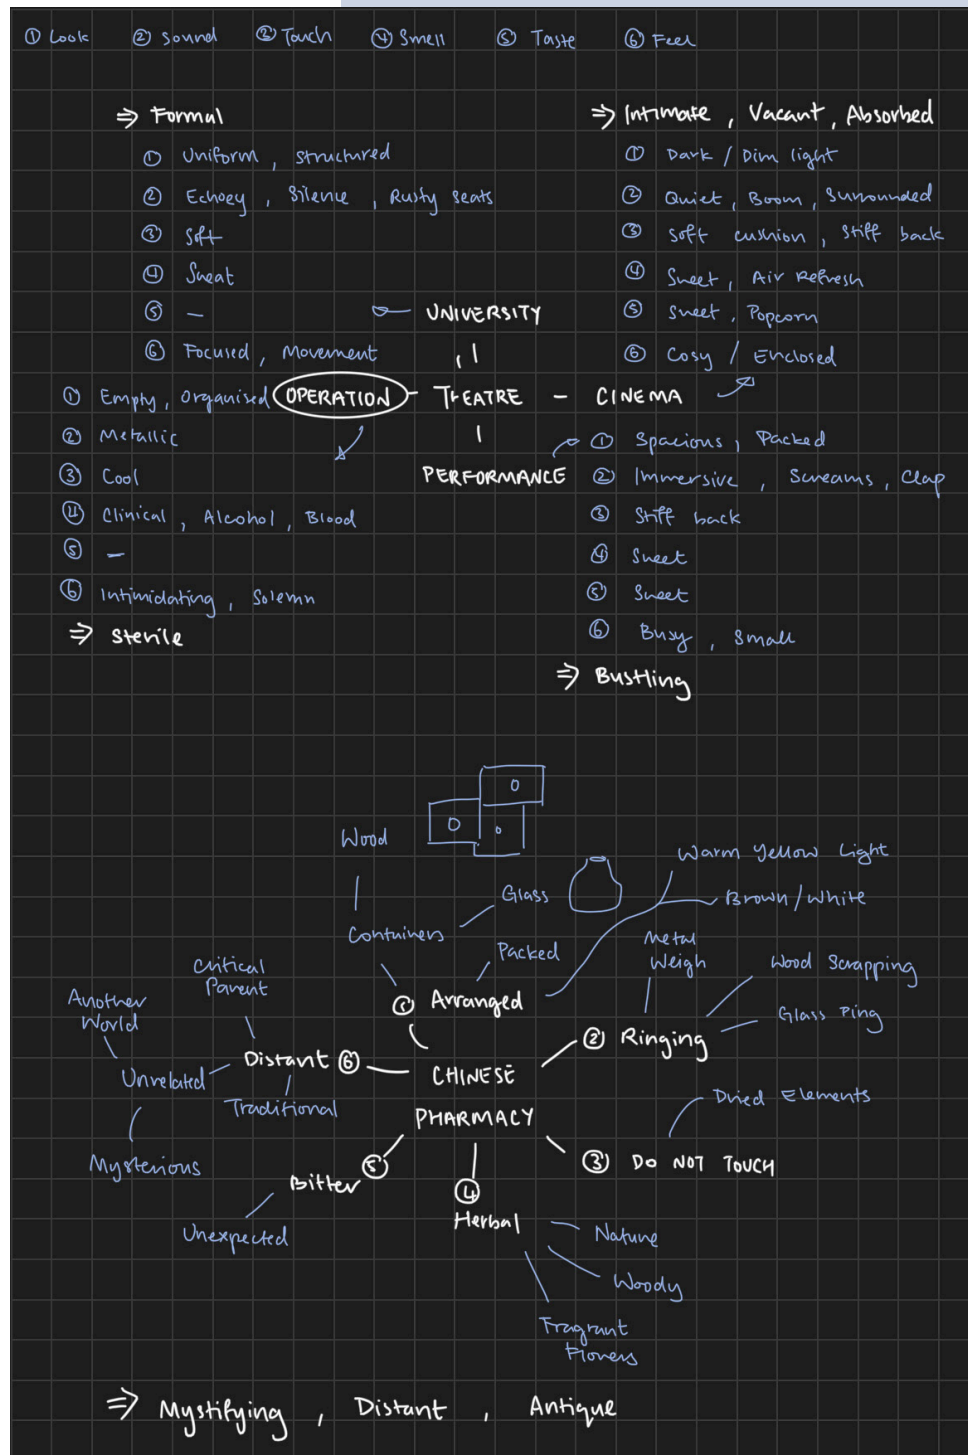 ① Look ② Sound ③ Touch ④ Smell ⑤ Taste ⑥ Feel
⇒ Formal
① Uniform, structured
② Echoey, Silence, Rusty seats
③ Soft
④ Sweat
⑤ –
⑥ Focused, Movement
⇒ Intimate, Vacant, Absorbed
① Dark / Dim light
② Quiet, Boom, Surrounded
③ Soft cushion, Stiff back
④ Sweet, Air Refresh
⑤ Sweet, Popcorn
⑥ Cosy / Enclosed
UNIVERSITY
OPERATION - THEATRE - CINEMA
PERFORMANCE
① Empty, Organised
② Metallic
③ Cool
④ Clinical, Alcohol, Blood
⑤ –
⑥ Intimidating, Solemn
⇒ Sterile
① Spacious, Packed
② Immersive, Screams, Clap
③ Stiff back
④ Sweet
⑤ Sweet
⑥ Busy, Small
⇒ Bustling
Wood
Glass
Containers
Packed
Warm Yellow Light
Brown/White
① Arranged
Metal
Weigh
Wood Scrapping
Glass Ping
② Ringing
Critical
Parent
Another
World
Distant ⑥
Unrelated
Traditional
Mysterious
CHINESE
PHARMACY
Dried Elements
③ DO NOT TOUCH
Bitter ⑤
Unexpected
④
Herbal
Nature
Woody
Fragrant
Flowers
⇒ Mystifying, Distant, Antique